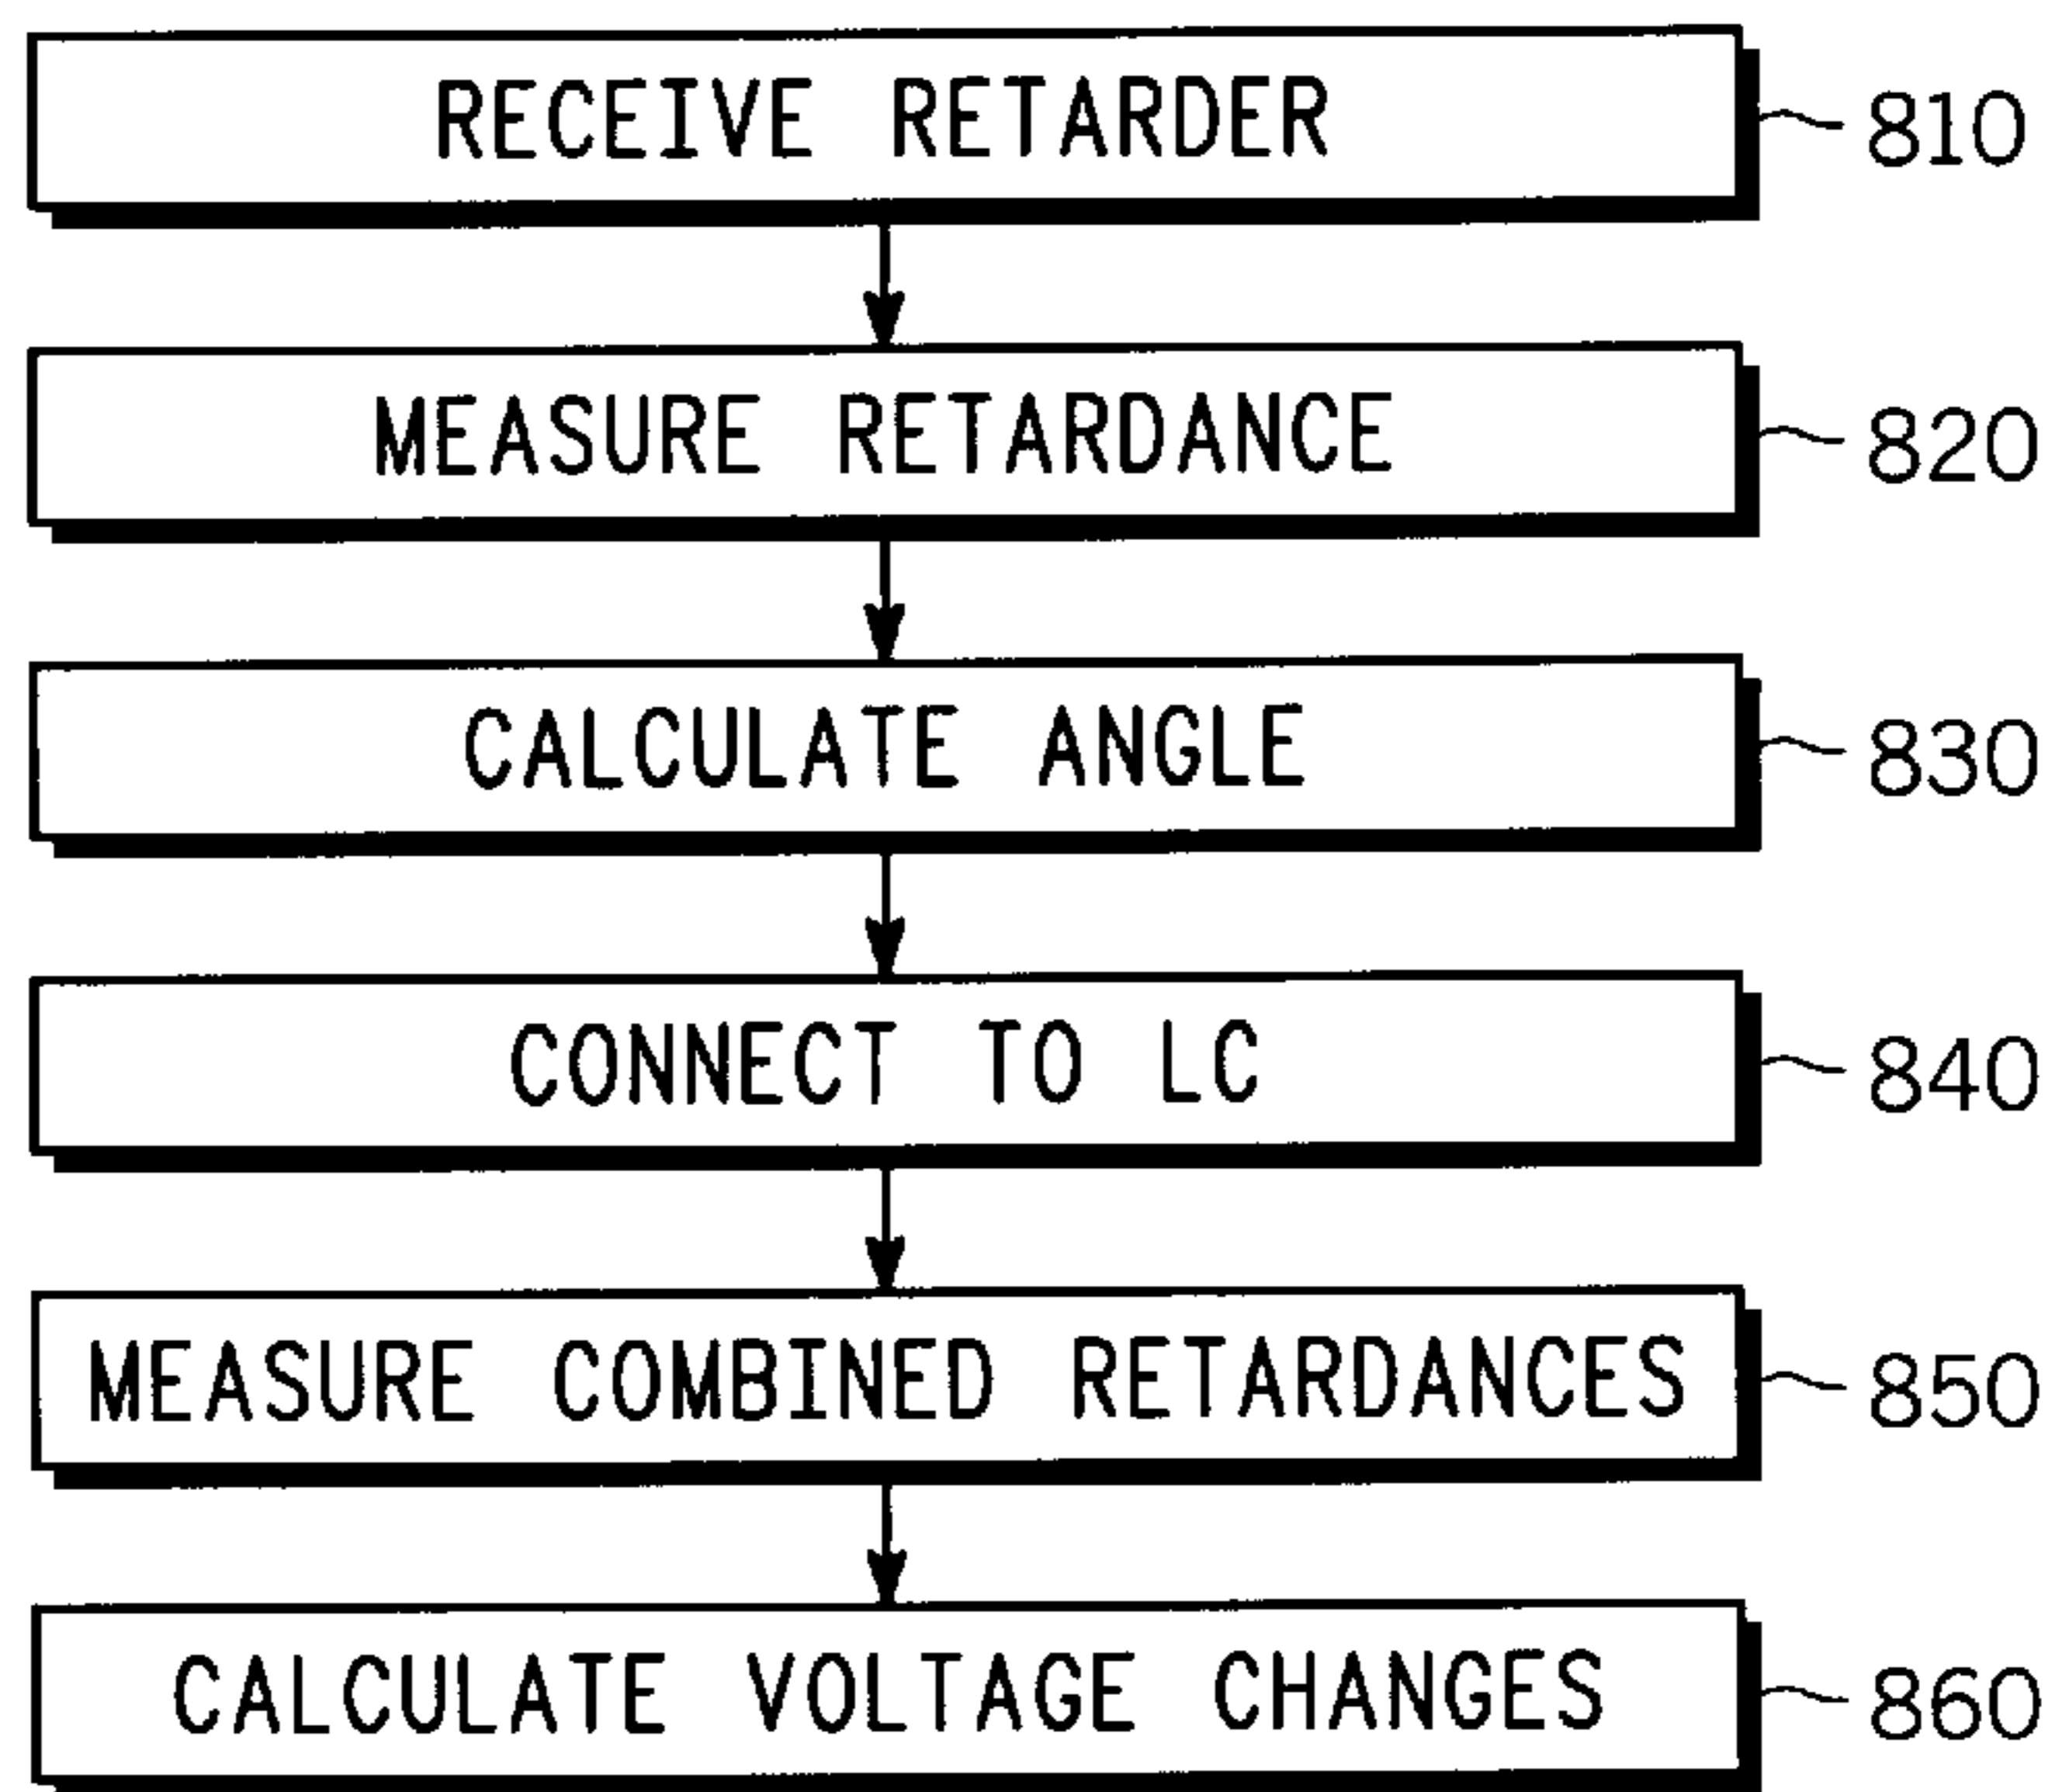 RECEIVE RETARDER 810
MEASURE RETARDANCE 820
CALCULATE ANGLE 830
CONNECT TO LC 840
MEASURE COMBINED RETARDANCES 850
CALCULATE VOLTAGE CHANGES 860